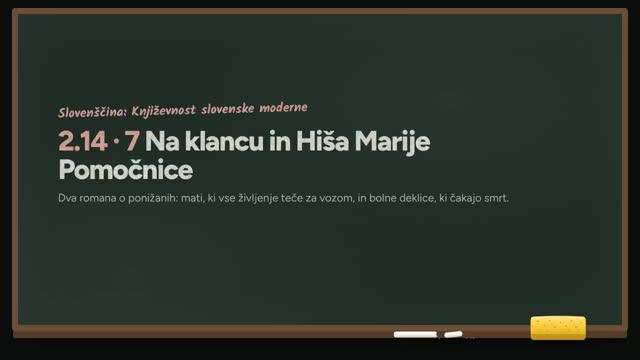 Slovenščina: Književnost slovenske moderne
2.14 · 7 Na klancu in Hiša Marije
Pomočnice
Dva romana o ponižanih: mati, ki vse življenje teče za vozom, in bolne deklice, ki čakajo smrt.